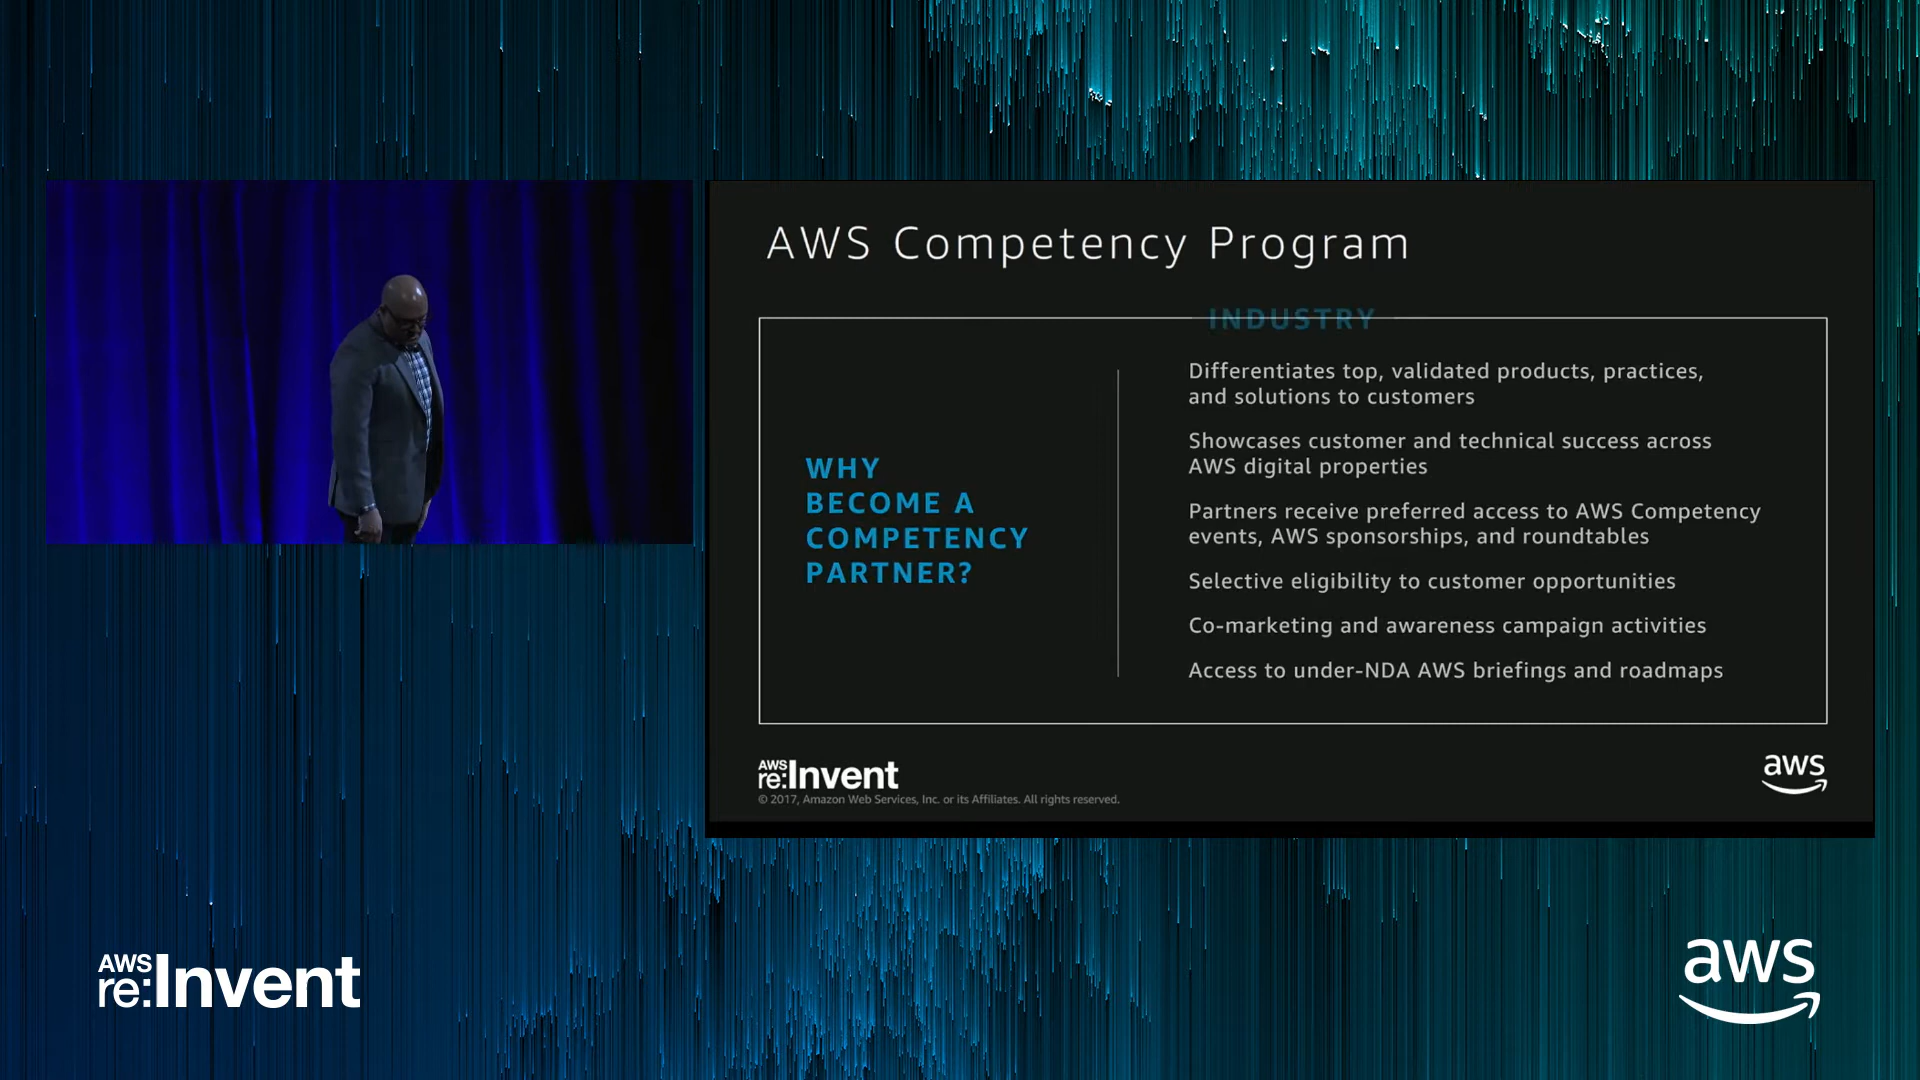 AWS Competency Program
INDUSTRY
WHY
BECOME A
COMPETENCY
PARTNER?
Differentiates top, validated products, practices,
and solutions to customers
Showcases customer and technical success across
AWS digital properties
Partners receive preferred access to AWS Competency
events, AWS sponsorships, and roundtables
Selective eligibility to customer opportunities
Co-marketing and awareness campaign activities
Access to under-NDA AWS briefings and roadmaps
AWS
re:Invent
© 2017, Amazon Web Services, Inc. or its Affiliates. All rights reserved.
aws
AWS
re:Invent
aws